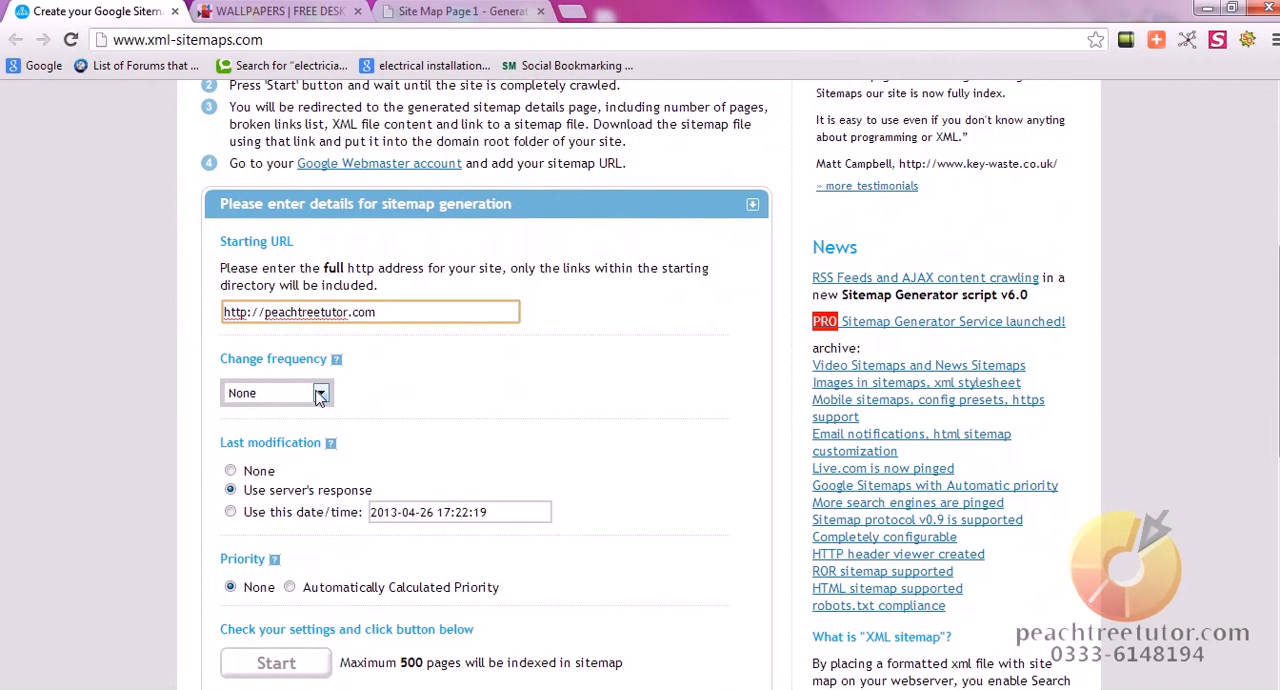 Create your Google Sitem
WALLPAPERS | FREE DESK
Site Map Page 1 - Generat
www.xml-sitemaps.com
Google
List of Forums that ...
Search for "electricia...
electrical installation...
SM Social Bookmarking ...
2 Press 'Start' button and wait until the site is completely crawled.
3 You will be redirected to the generated sitemap details page, including number of pages,
broken links list, XML file content and link to a sitemap file. Download the sitemap file
using that link and put it into the domain root folder of your site.
4 Go to your Google Webmaster account and add your sitemap URL.
Please enter details for sitemap generation
Starting URL
Please enter the full http address for your site, only the links within the starting
directory will be included.
http://peachtreetutor.com
Change frequency ?
None
Last modification ?
None
Use server's response
Use this date/time: 2013-04-26 17:22:19
Priority ?
None Automatically Calculated Priority
Check your settings and click button below
Start Maximum 500 pages will be indexed in sitemap
Sitemaps our site is now fully index.
It is easy to use even if you don't know anyting
about programming or XML.”
Matt Campbell, http://www.key-waste.co.uk/
» more testimonials
News
RSS Feeds and AJAX content crawling in a
new Sitemap Generator script v6.0
PRO Sitemap Generator Service launched!
archive:
Video Sitemaps and News Sitemaps
Images in sitemaps, xml stylesheet
Mobile sitemaps, config presets, https
support
Email notifications, html sitemap
customization
Live.com is now pinged
Google Sitemaps with Automatic priority
More search engines are pinged
Sitemap protocol v0.9 is supported
Completely configurable
HTTP header viewer created
ROR sitemap supported
HTML sitemap supported
robots.txt compliance
What is "XML sitemap"?
By placing a formatted xml file with site
map on your webserver, you enable Search
peachtreetutor.com
0333-6148194